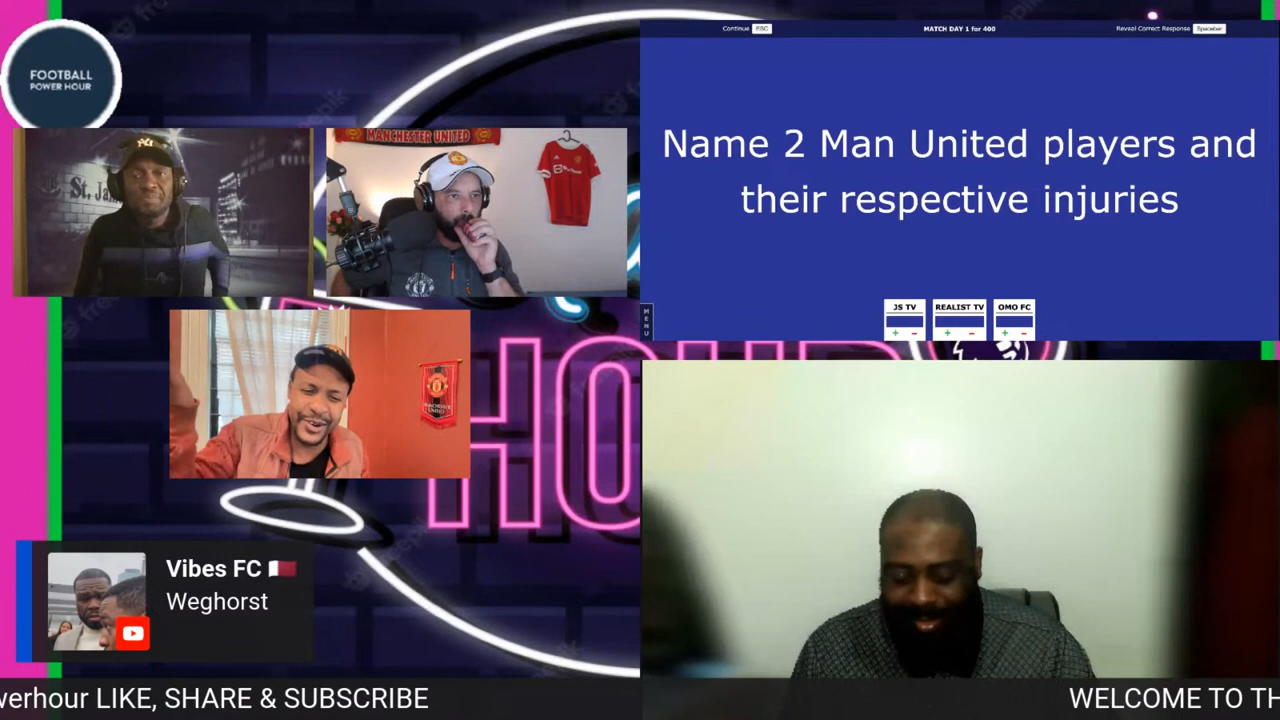 FOOTBALL
POWER HOUR
MANCHESTER UNITED
Continue ESC
MATCH DAY 1 for 400
Reveal Correct Response Spacebar
Name 2 Man United players and
their respective injuries
MENU
JS TV
REALIST TV
OMO FC
+ -
+ -
+ -
HOUR
Vibes FC
Weghorst
werhour LIKE, SHARE & SUBSCRIBE
WELCOME TO TH